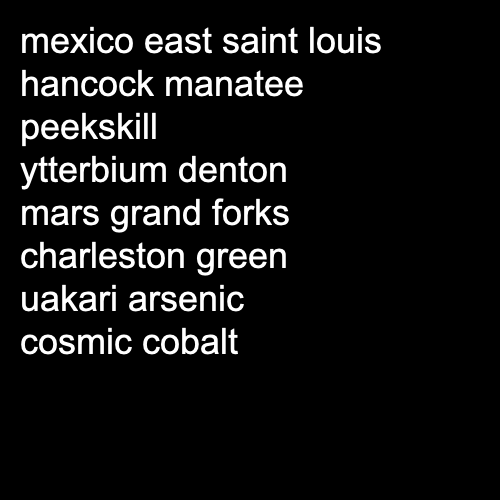 mexico east saint louis
hancock manatee
peekskill
ytterbium denton
mars grand forks
charleston green
uakari arsenic
cosmic cobalt